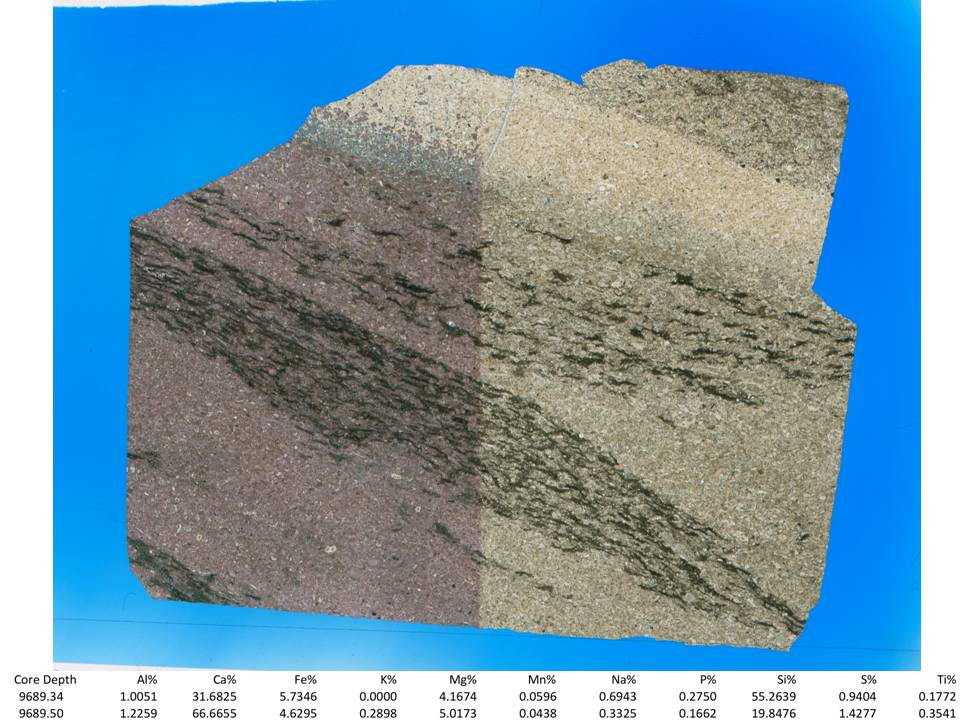 Core Depth Al% Ca% Fe% K% Mg% Mn% Na% P% Si% S% Ti%
9689.34 1.0051 31.6825 5.7346 0.0000 4.1674 0.0596 0.6943 0.2750 55.2639 0.9404 0.1772
9689.50 1.2259 66.6655 4.6295 0.2898 5.0173 0.0438 0.3325 0.1662 19.8476 1.4277 0.3541